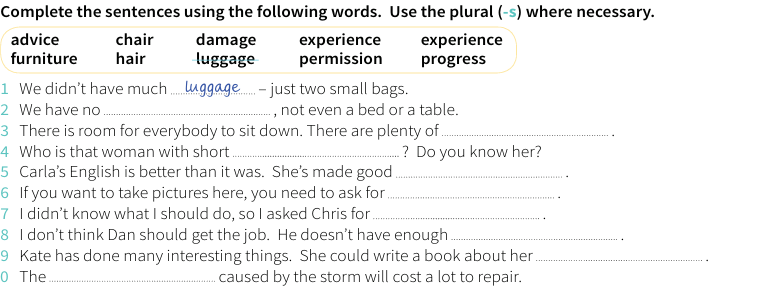 Complete the sentences using the following words.  Use the plural (-s) where necessary.
advice chair damage experience experience
furniture hair luggage permission progress
1 We didn’t have much luggage – just two small bags.
2 We have no .................... , not even a bed or a table.
3 There is room for everybody to sit down. There are plenty of .................... .
4 Who is that woman with short .................... ?  Do you know her?
5 Carla’s English is better than it was.  She’s made good .................... .
6 If you want to take pictures here, you need to ask for .................... .
7 I didn’t know what I should do, so I asked Chris for .................... .
8 I don’t think Dan should get the job.  He doesn’t have enough .................... .
9 Kate has done many interesting things.  She could write a book about her .................... .
0 The .................... caused by the storm will cost a lot to repair.